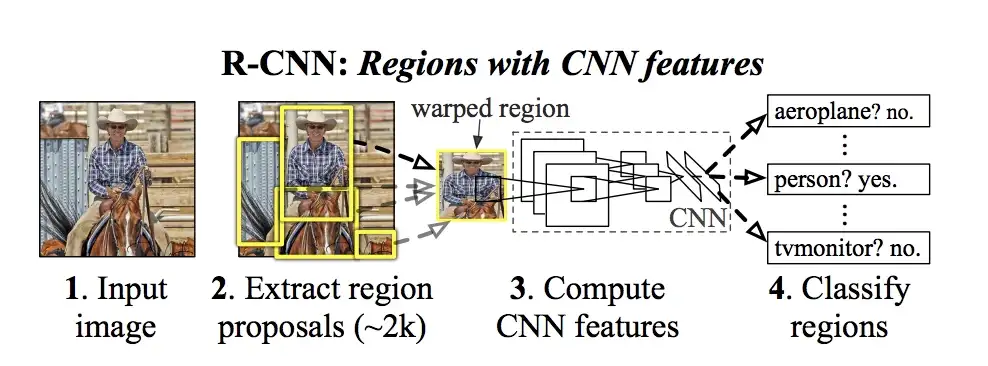 R-CNN: Regions with CNN features
warped region
aeroplane? no.
person? yes.
tvmonitor? no.
CNN
1. Input
image
2. Extract region
proposals (~2k)
3. Compute
CNN features
4. Classify
regions